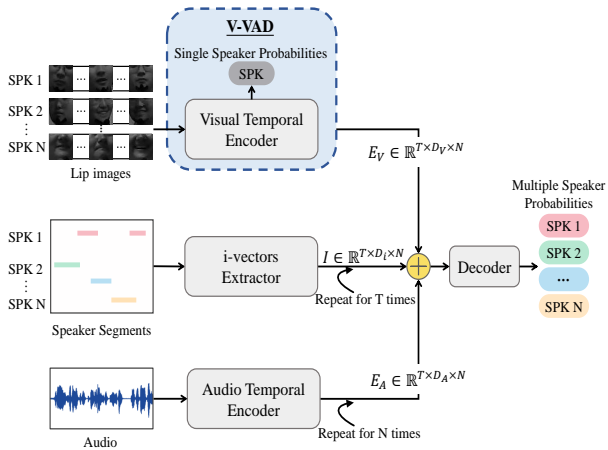 V-VAD
Single Speaker Probabilities
SPK
SPK 1
SPK 2
⋮
SPK N
... ...
... ...
... ...
Lip images
Visual Temporal
Encoder
E_V ∈ ℝ^{T×D_V×N}
Multiple Speaker
Probabilities
SPK 1
SPK 2
...
SPK N
SPK 1
SPK 2
⋮
SPK N
Speaker Segments
i-vectors
Extractor
I ∈ ℝ^{T×D_i×N}
Repeat for T times
+
Decoder
Audio
Audio Temporal
Encoder
E_A ∈ ℝ^{T×D_A×N}
Repeat for N times